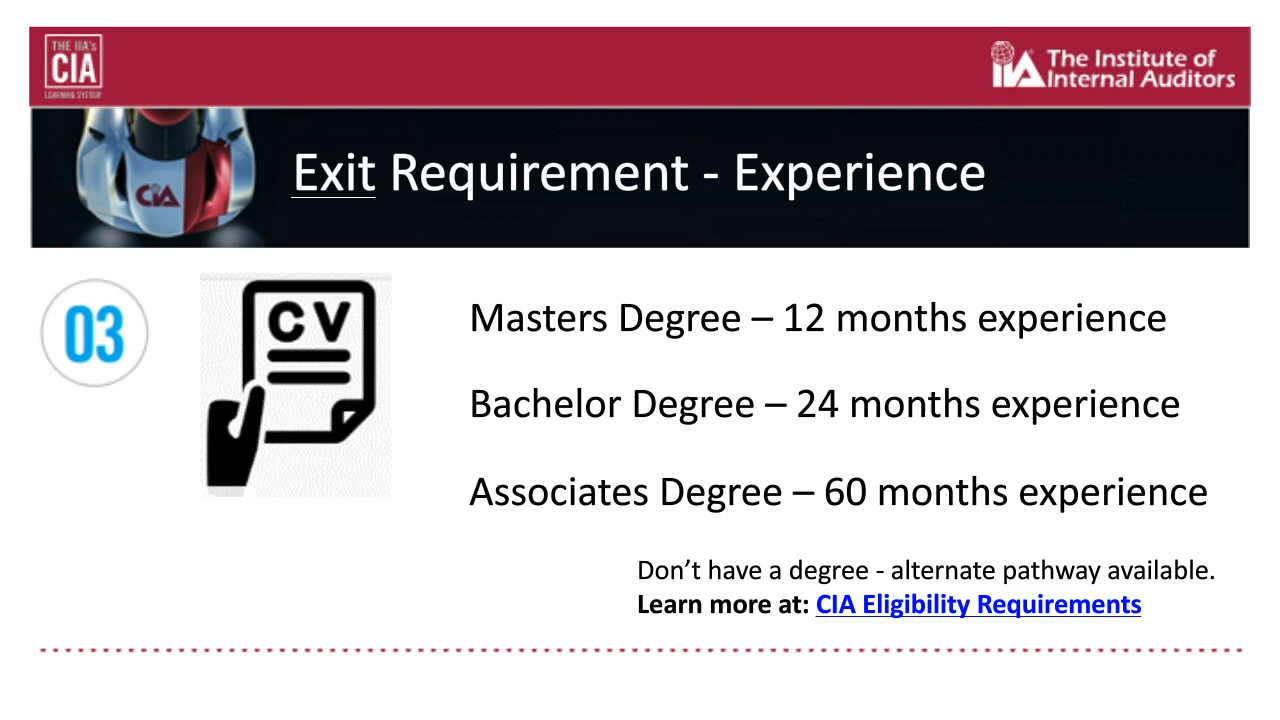 THE IIA's
CIA
LEARNING SYSTEM
IIA The Institute of
Internal Auditors
Exit Requirement - Experience
CIA
03
CV
Masters Degree – 12 months experience
Bachelor Degree – 24 months experience
Associates Degree – 60 months experience
Don’t have a degree - alternate pathway available.
Learn more at: CIA Eligibility Requirements